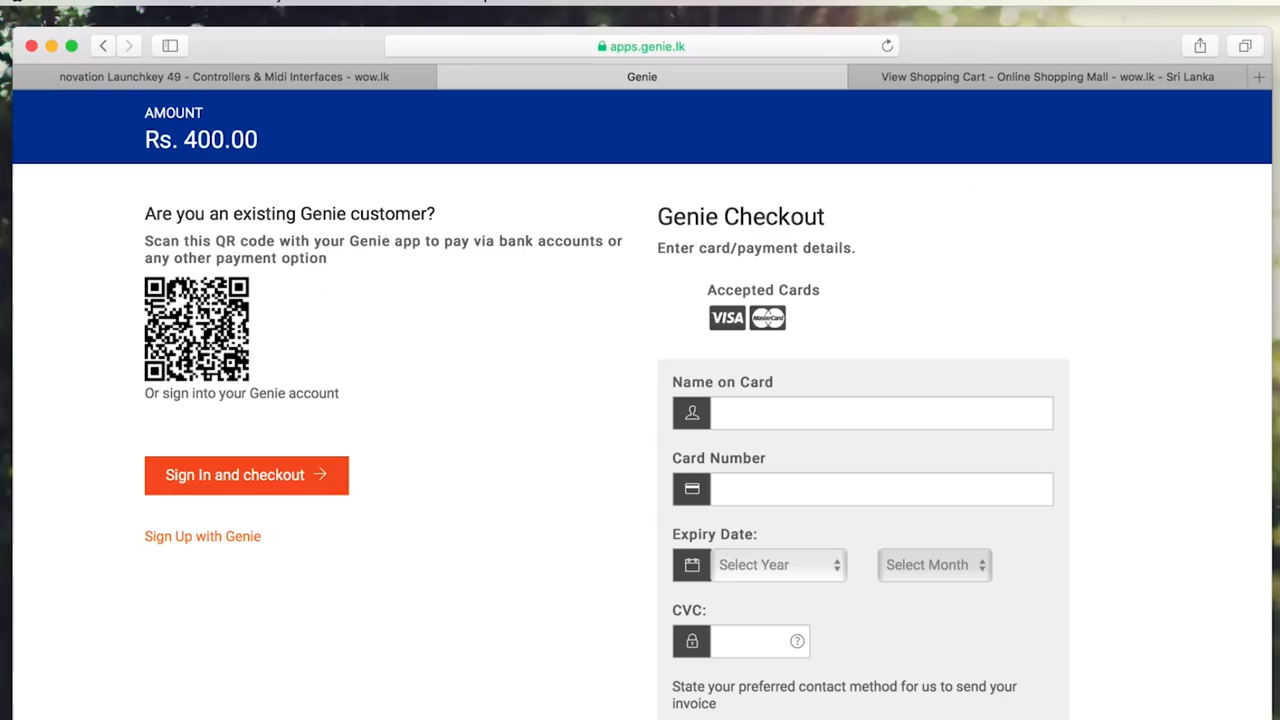 apps.genie.lk
novation Launchkey 49 - Controllers & Midi Interfaces - wow.lk
Genie
View Shopping Cart - Online Shopping Mall - wow.lk - Sri Lanka
AMOUNT
Rs. 400.00
Are you an existing Genie customer?
Scan this QR code with your Genie app to pay via bank accounts or
any other payment option
Or sign into your Genie account
Sign In and checkout
Sign Up with Genie
Genie Checkout
Enter card/payment details.
Accepted Cards
VISA MasterCard
Name on Card
Card Number
Expiry Date:
Select Year
Select Month
CVC:
State your preferred contact method for us to send your
invoice